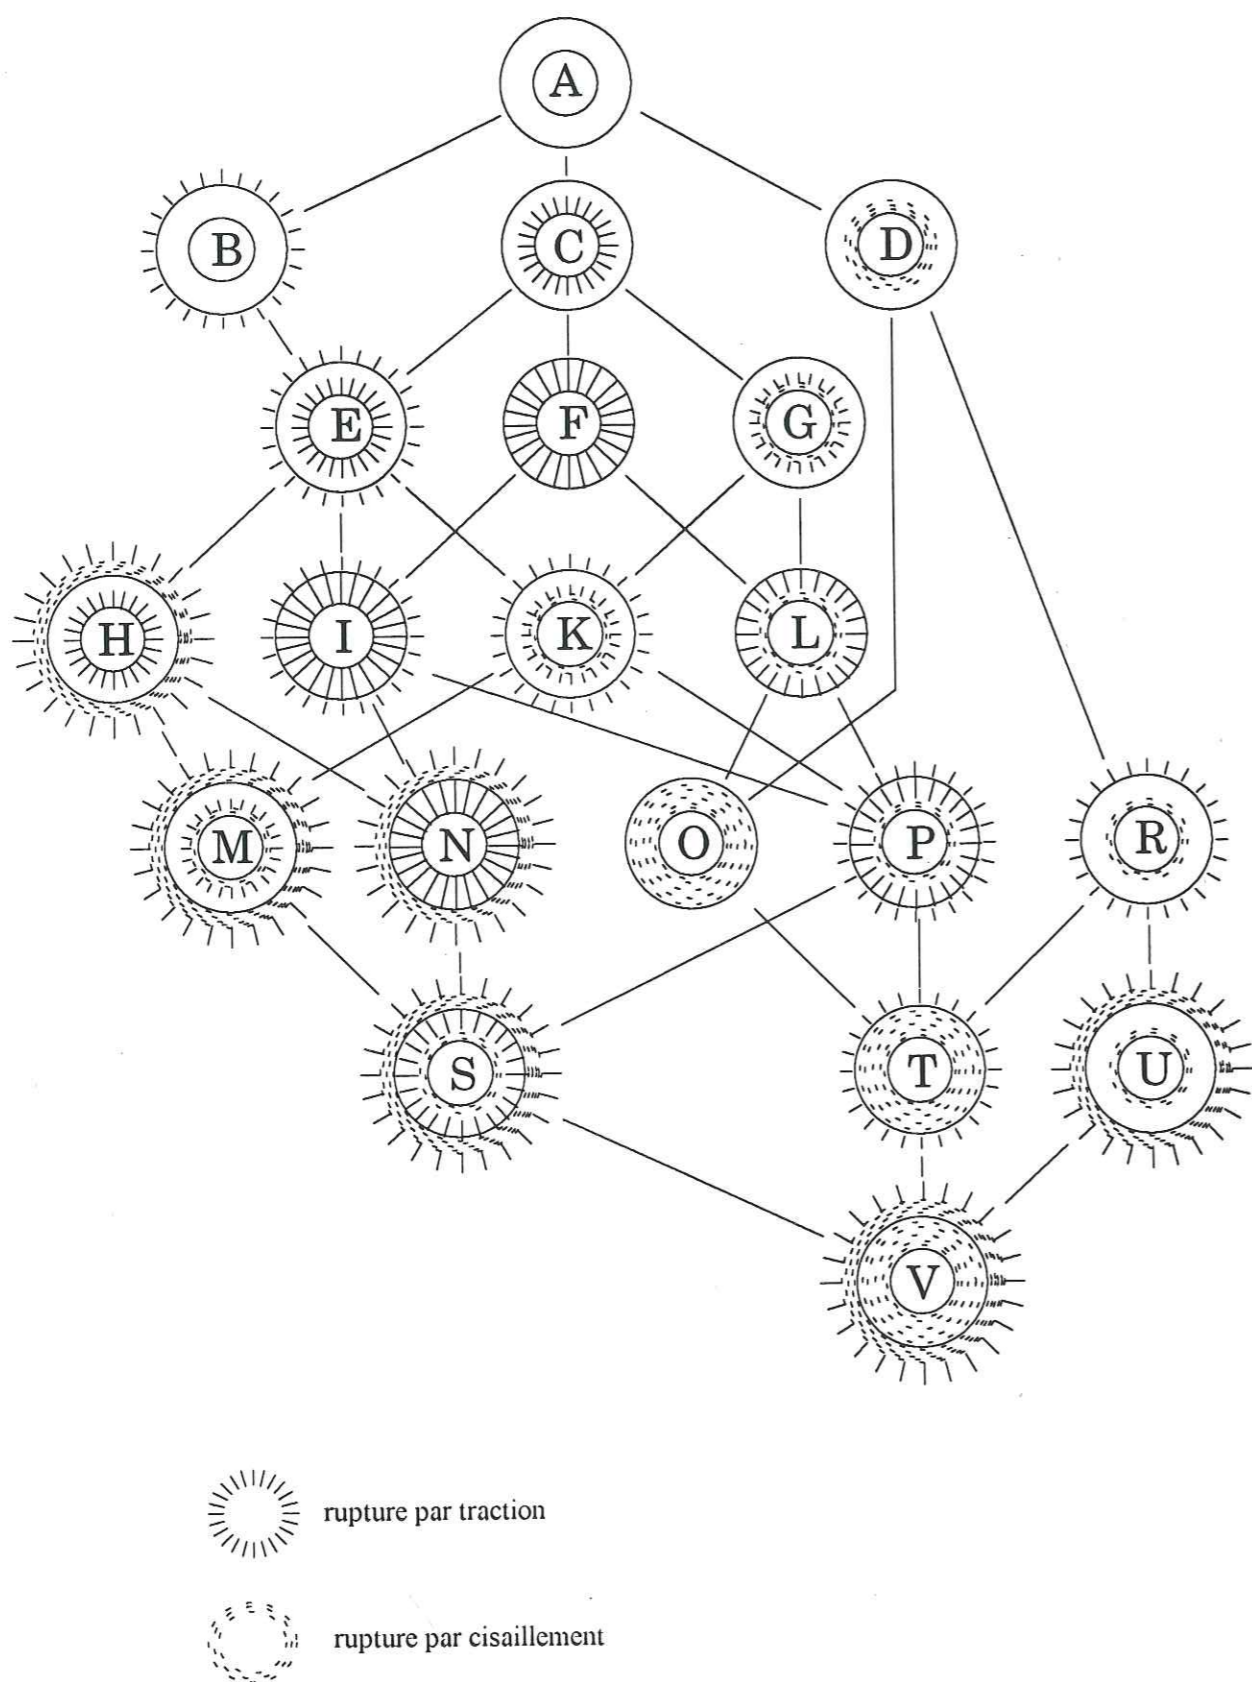 A
B C D
E F G
H I K L
M N O P R
S T U
V
rupture par traction
rupture par cisaillement